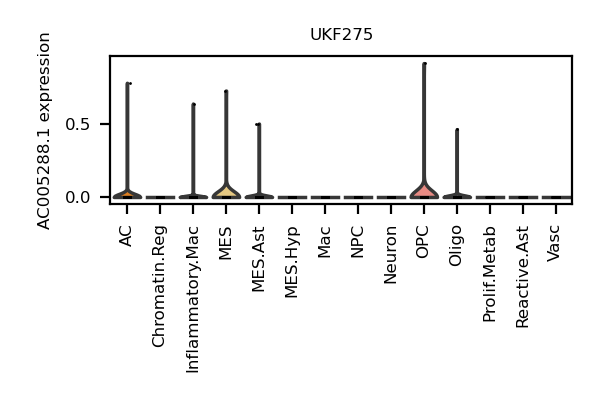 UKF275
AC005288.1 expression
0.5
0.0
AC
Chromatin.Reg
Inflammatory.Mac
MES
MES.Ast
MES.Hyp
Mac
NPC
Neuron
OPC
Oligo
Prolif.Metab
Reactive.Ast
Vasc